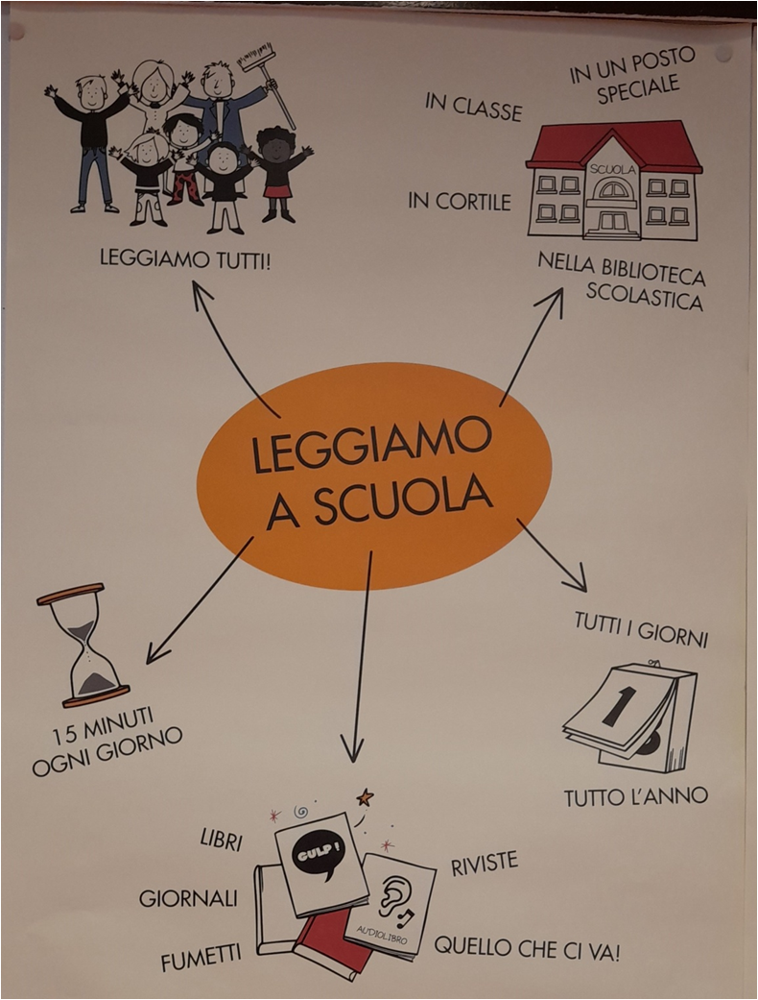 LEGGIAMO TUTTI!
IN CLASSE
IN UN POSTO
SPECIALE
IN CORTILE
SCUOLA
NELLA BIBLIOTECA
SCOLASTICA
LEGGIAMO
A SCUOLA
15 MINUTI
OGNI GIORNO
TUTTI I GIORNI
1
TUTTO L'ANNO
LIBRI
GIORNALI
FUMETTI
GULP!
AUDIOLIBRO
RIVISTE
QUELLO CHE CI VA!